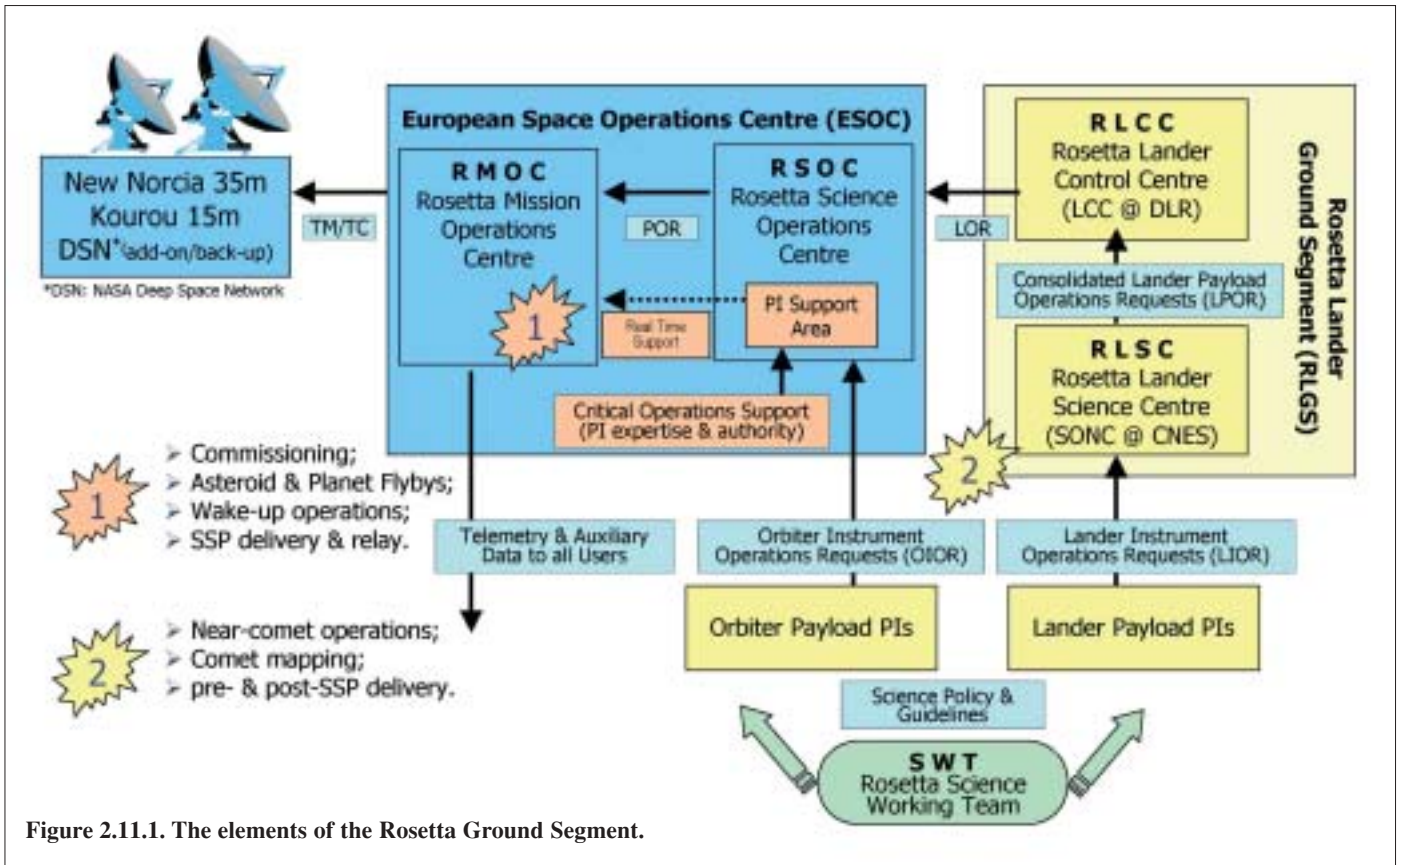 European Space Operations Centre (ESOC)
New Norcia 35m
Kourou 15m
DSN*(add-on/back-up)
*DSN: NASA Deep Space Network
TM/TC
R M O C
Rosetta Mission
Operations
Centre
1
POR
R S O C
Rosetta Science
Operations
Centre
PI Support
Area
Real Time
Support
Critical Operations Support
(PI expertise & authority)
LOR
R L C C
Rosetta Lander
Control Centre
(LCC @ DLR)
Consolidated Lander Payload
Operations Requests (LPOR)
R L S C
Rosetta Lander
Science Centre
(SONC @ CNES)
2
Rosetta Lander
Ground Segment (RLGS)
1
➢ Commissioning;
➢ Asteroid & Planet Flybys;
➢ Wake-up operations;
➢ SSP delivery & relay.
Telemetry & Auxiliary
Data to all Users
Orbiter Instrument
Operations Requests (OIOR)
Lander Instrument
Operations Requests (LIOR)
2
➢ Near-comet operations;
➢ Comet mapping;
➢ pre- & post-SSP delivery.
Orbiter Payload PIs
Lander Payload PIs
Science Policy &
Guidelines
S W T
Rosetta Science
Working Team
Figure 2.11.1. The elements of the Rosetta Ground Segment.